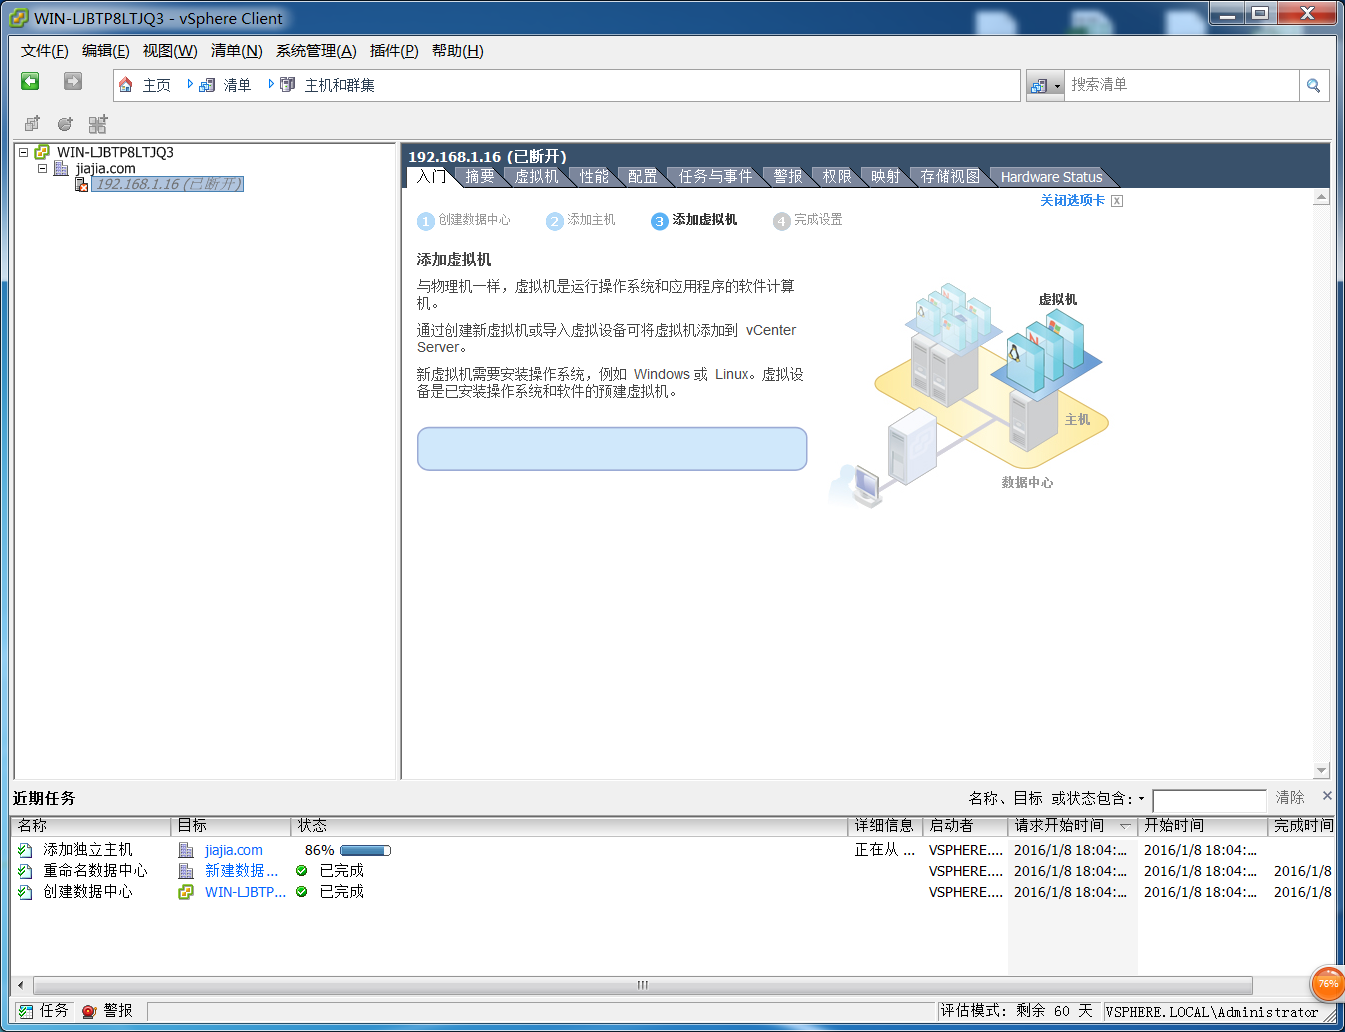 WIN-LJBTP8LTJQ3 - vSphere Client
文件(F) 编辑(E) 视图(W) 清单(N) 系统管理(A) 插件(P) 帮助(H)
主页 清单 主机和群集 搜索清单
WIN-LJBTP8LTJQ3
jiajia.com
192.168.1.16 (已断开)
192.168.1.16 (已断开)
入门 摘要 虚拟机 性能 配置 任务与事件 警报 权限 映射 存储视图 Hardware Status
关闭选项卡
1 创建数据中心 2 添加主机 3 添加虚拟机 4 完成设置
添加虚拟机
与物理机一样，虚拟机是运行操作系统和应用程序的软件计算
机。
通过创建新虚拟机或导入虚拟设备可将虚拟机添加到 vCenter
Server。
新虚拟机需要安装操作系统，例如 Windows 或 Linux。虚拟设
备是已安装操作系统和软件的预建虚拟机。
虚拟机
主机
数据中心
近期任务 名称、目标 或状态包含: 清除
名称 目标 状态 详细信息 启动者 请求开始时间 开始时间 完成时间
添加独立主机 jiajia.com 86% 正在从 ... VSPHERE.... 2016/1/8 18:04:... 2016/1/8 18:04:...
重命名数据中心 新建数据... 已完成 VSPHERE.... 2016/1/8 18:04:... 2016/1/8 18:04:... 2016/1/8
创建数据中心 WIN-LJBTP... 已完成 VSPHERE.... 2016/1/8 18:04:... 2016/1/8 18:04:... 2016/1/8
76%
任务 警报 评估模式: 剩余 60 天 VSPHERE.LOCAL\Administrator